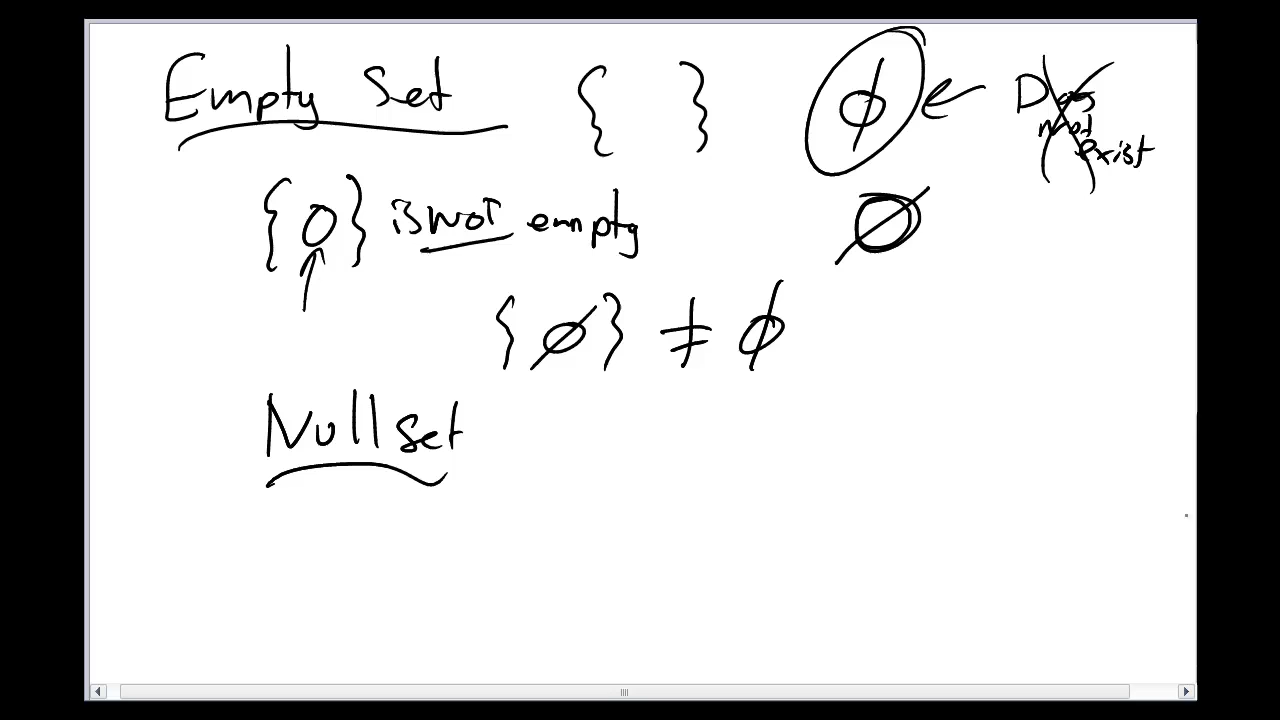 Empty Set { } ϕ ← Does
not
exist
{ 0 } is NOT empty ∅
{ ∅ } ≠ ϕ
Null set